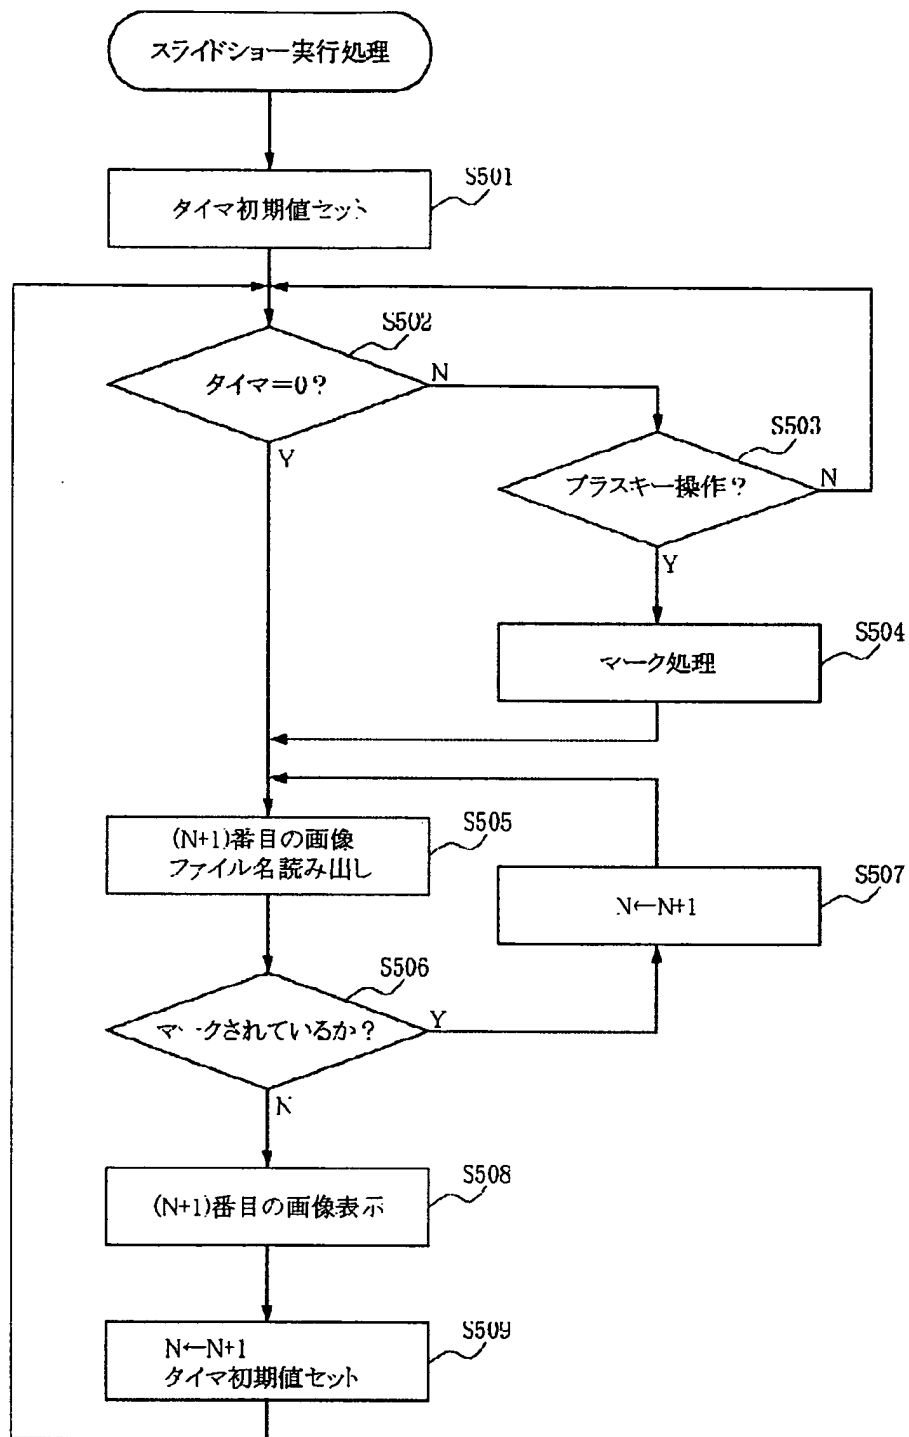 スライドショー実行処理
S501
タイマ初期値セット
S502
タイマ=0?
N
Y
S503
プラスキー操作?
N
Y
S504
マーク処理
S505
(N+1)番目の画像
ファイル名読み出し
S507
N←N+1
S506
マークされているか?
Y
N
S508
(N+1)番目の画像表示
S509
N←N+1
タイマ初期値セット